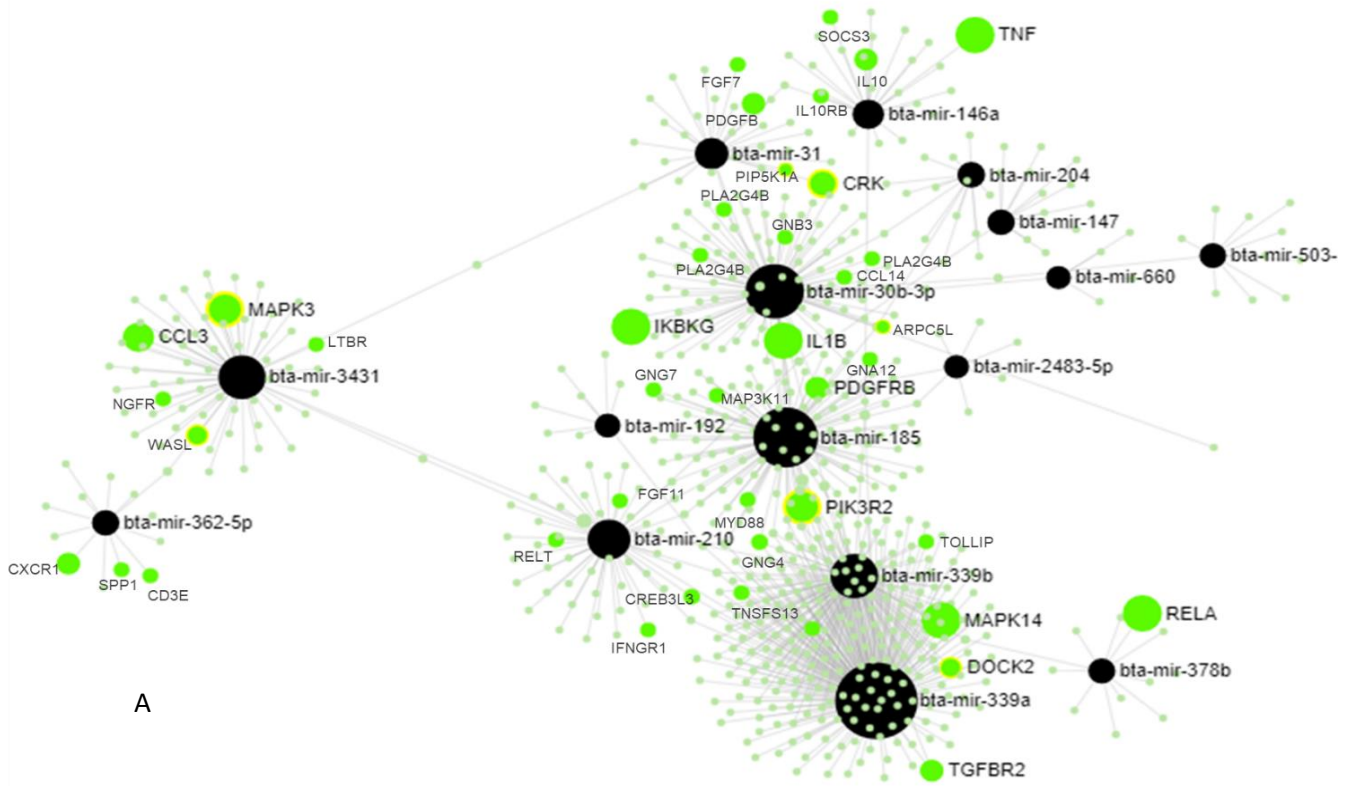 SOCS3
TNF
FGF7
IL10
PDGFB
IL10RB
bta-mir-146a
bta-mir-31
PIP5K1A
CRK
bta-mir-204
PLA2G4B
GNB3
bta-mir-147
PLA2G4B
PLA2G4B
CCL14
bta-mir-30b-3p
bta-mir-660
bta-mir-503-
MAPK3
CCL3
LTBR
IKBKG
IL1B
ARPC5L
GNA12
bta-mir-2483-5p
bta-mir-3431
GNG7
MAP3K11
PDGFRB
NGFR
WASL
bta-mir-192
bta-mir-185
FGF11
MYD88
PIK3R2
bta-mir-362-5p
RELT
bta-mir-210
GNG4
TOLLIP
CXCR1
SPP1
CD3E
bta-mir-339b
CREB3L3
TNSFS13
MAPK14
RELA
IFNGR1
DOCK2
bta-mir-378b
A
bta-mir-339a
TGFBR2